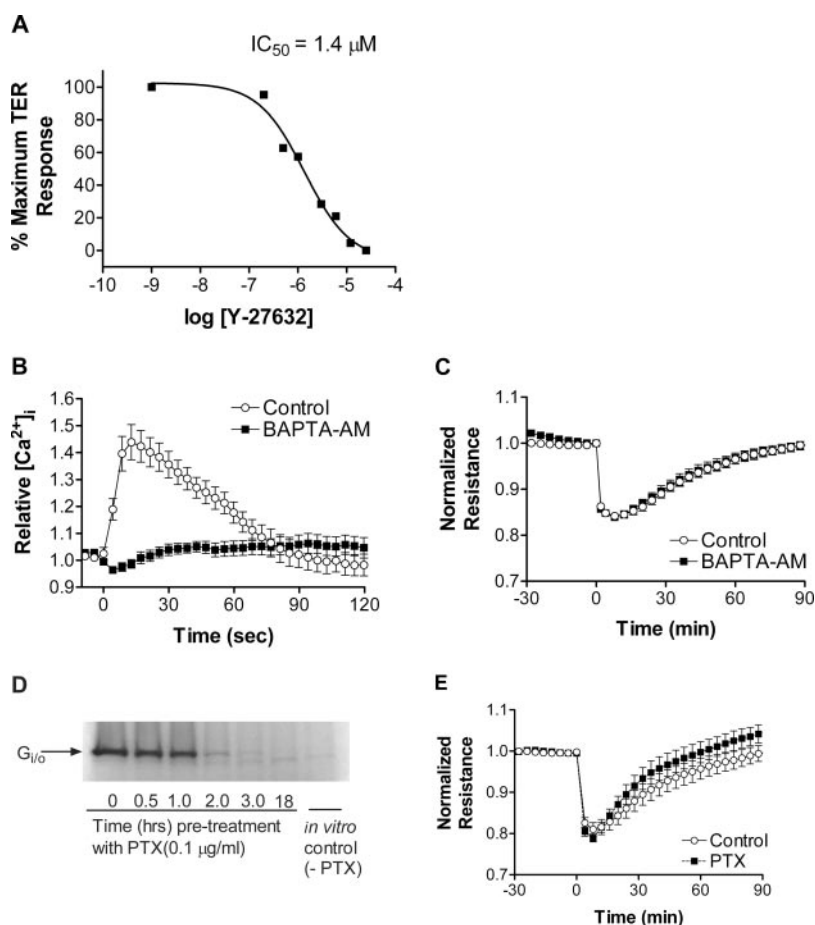 A
IC50 = 1.4 μM
% Maximum TER
Response
100
80
60
40
20
0
-10 -9 -8 -7 -6 -5 -4
log [Y-27632]
B
Relative [Ca2+]i
1.6
1.5
1.4
1.3
1.2
1.1
1.0
0.9
Control
BAPTA-AM
0 30 60 90 120
Time (sec)
C
Normalized
Resistance
1.1
1.0
0.9
0.8
0.7
Control
BAPTA-AM
-30 0 30 60 90
Time (min)
D
Gi/o
0 0.5 1.0 2.0 3.0 18
Time (hrs) pre-treatment
with PTX(0.1 μg/ml)
in vitro
control
(- PTX)
E
Normalized
Resistance
1.1
1.0
0.9
0.8
0.7
Control
PTX
-30 0 30 60 90
Time (min)